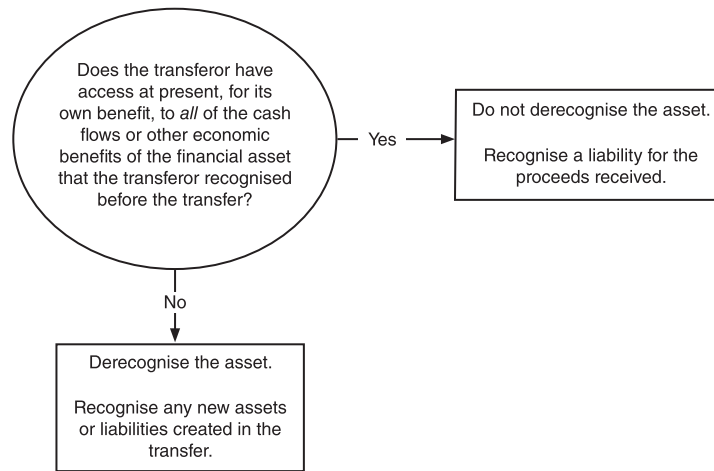 Does the transferor have
access at present, for its
own benefit, to all of the cash
flows or other economic
benefits of the financial asset
that the transferor recognised
before the transfer?
Yes
Do not derecognise the asset.
Recognise a liability for the
proceeds received.
No
Derecognise the asset.
Recognise any new assets
or liabilities created in the
transfer.